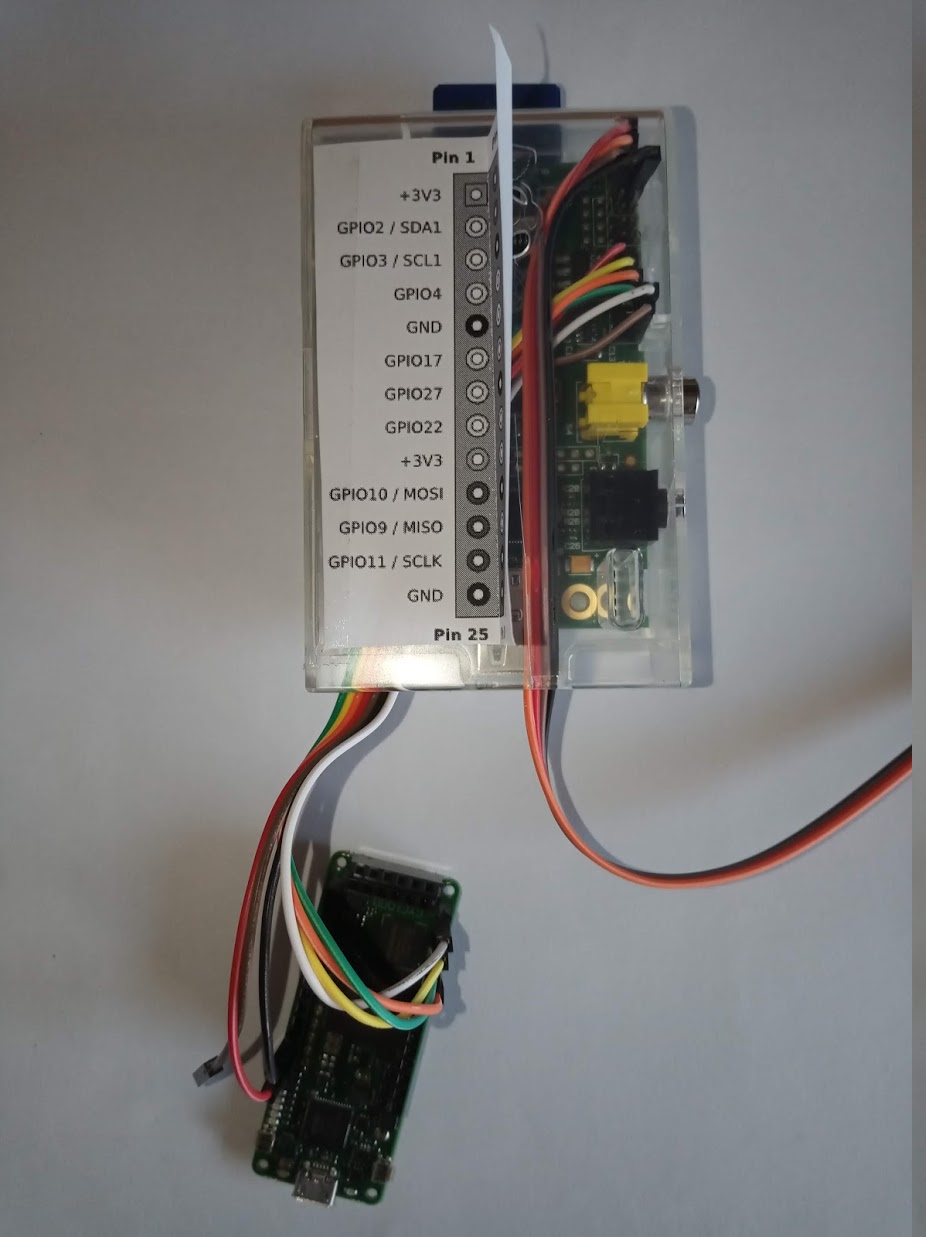 Pin 1
+3V3
GPIO2 / SDA1
GPIO3 / SCL1
GPIO4
GND
GPIO17
GPIO27
GPIO22
+3V3
GPIO10 / MOSI
GPIO9 / MISO
GPIO11 / SCLK
GND
Pin 25